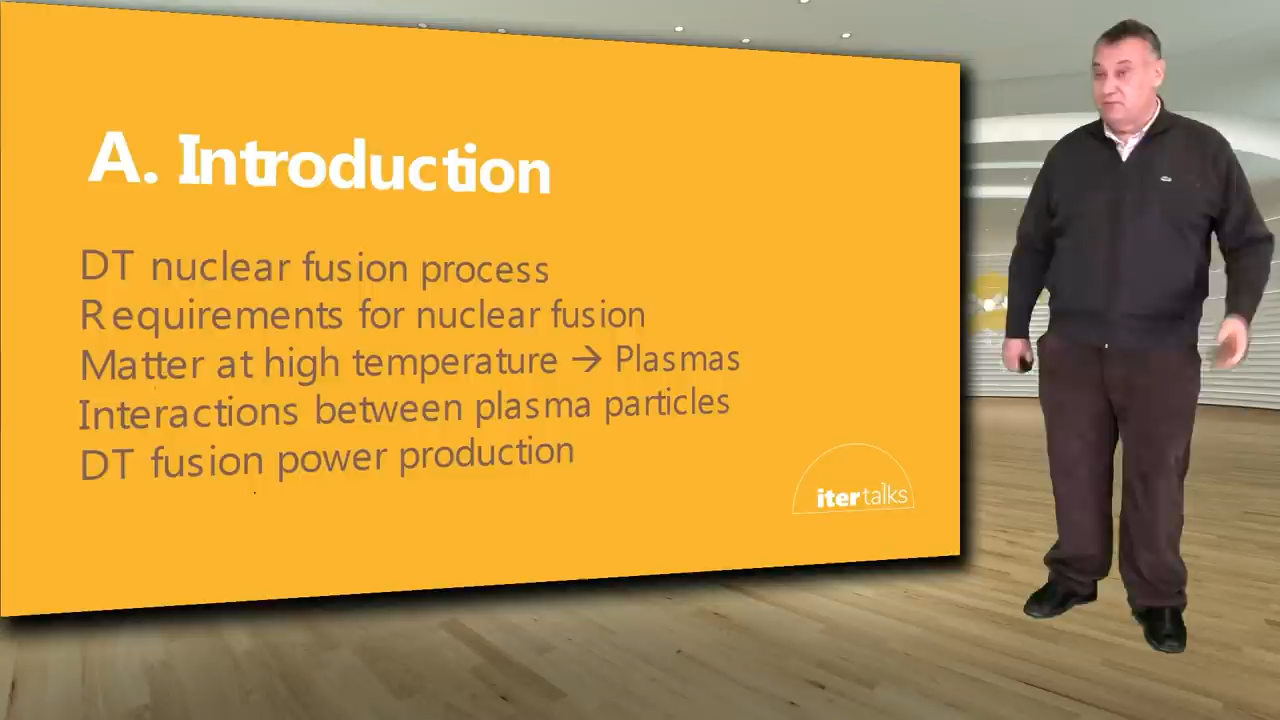 A. Introduction
DT nuclear fusion process
Requirements for nuclear fusion
Matter at high temperature → Plasmas
Interactions between plasma particles
DT fusion power production
iter talks